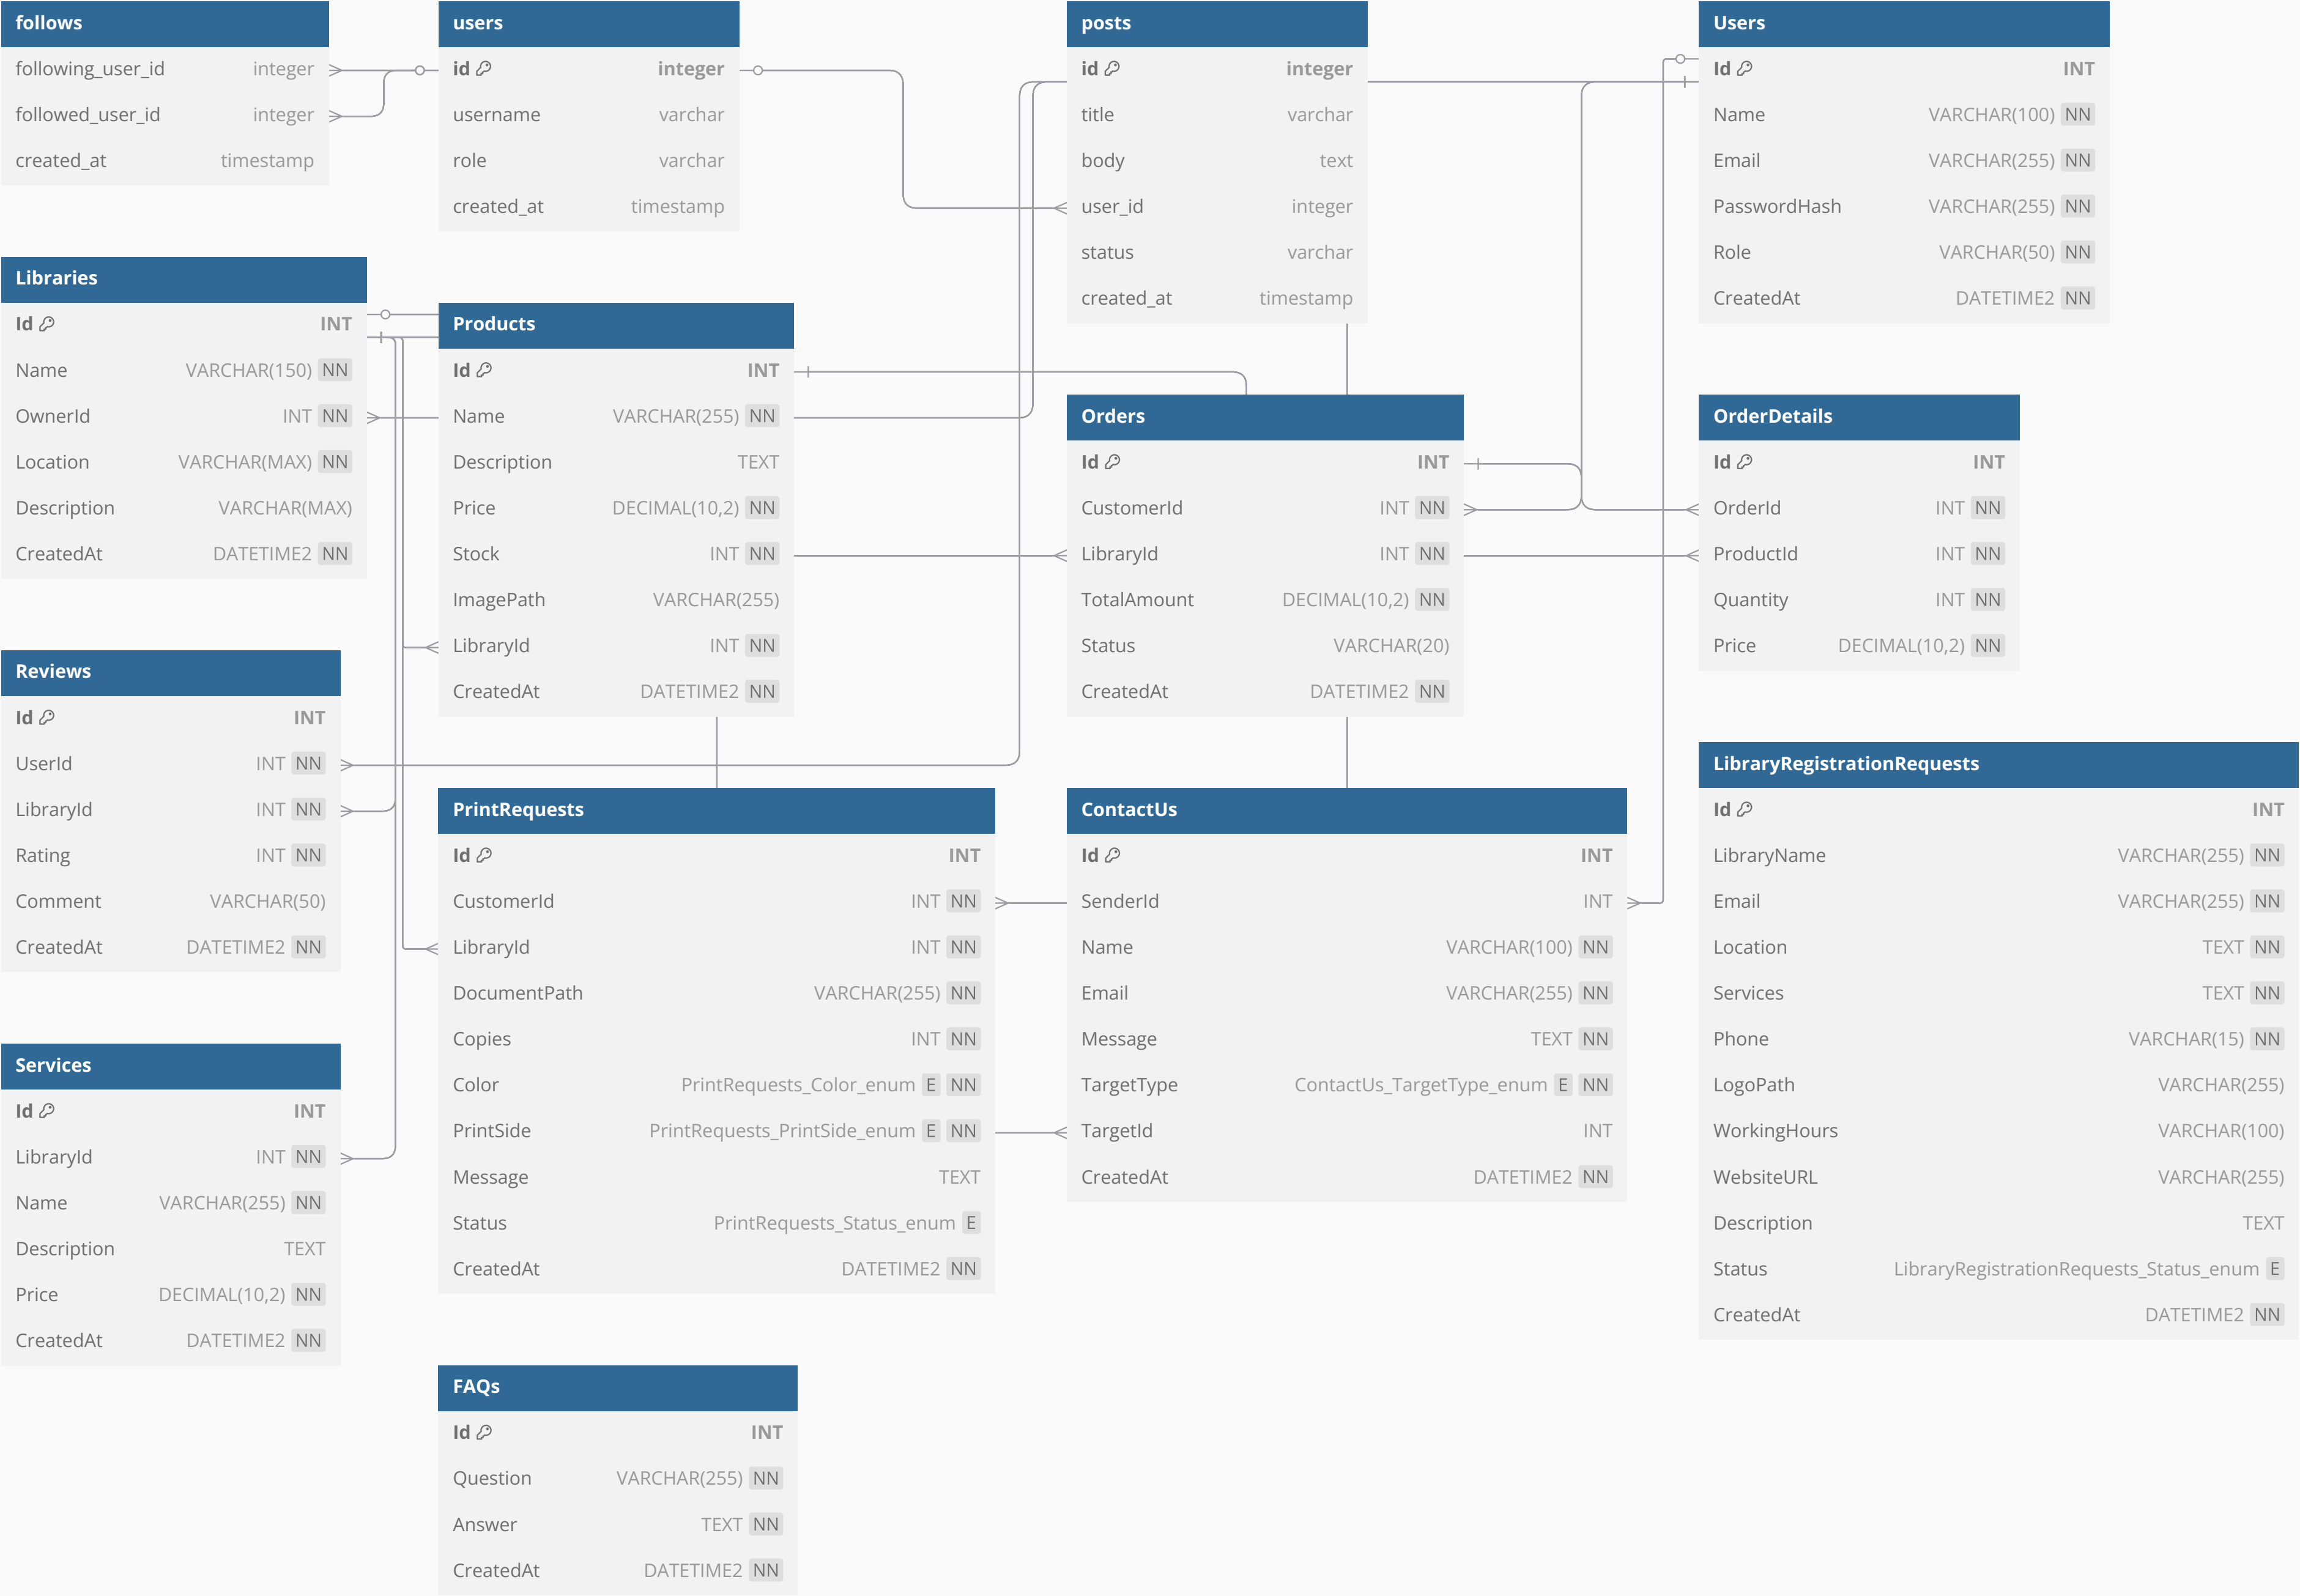 follows
following_user_id integer
followed_user_id integer
created_at timestamp
users
id integer
username varchar
role varchar
created_at timestamp
posts
id integer
title varchar
body text
user_id integer
status varchar
created_at timestamp
Users
Id INT
Name VARCHAR(100) NN
Email VARCHAR(255) NN
PasswordHash VARCHAR(255) NN
Role VARCHAR(50) NN
CreatedAt DATETIME2 NN
Libraries
Id INT
Name VARCHAR(150) NN
OwnerId INT NN
Location VARCHAR(MAX) NN
Description VARCHAR(MAX)
CreatedAt DATETIME2 NN
Products
Id INT
Name VARCHAR(255) NN
Description TEXT
Price DECIMAL(10,2) NN
Stock INT NN
ImagePath VARCHAR(255)
LibraryId INT NN
CreatedAt DATETIME2 NN
Orders
Id INT
CustomerId INT NN
LibraryId INT NN
TotalAmount DECIMAL(10,2) NN
Status VARCHAR(20)
CreatedAt DATETIME2 NN
OrderDetails
Id INT
OrderId INT NN
ProductId INT NN
Quantity INT NN
Price DECIMAL(10,2) NN
Reviews
Id INT
UserId INT NN
LibraryId INT NN
Rating INT NN
Comment VARCHAR(50)
CreatedAt DATETIME2 NN
PrintRequests
Id INT
CustomerId INT NN
LibraryId INT NN
DocumentPath VARCHAR(255) NN
Copies INT NN
Color PrintRequests_Color_enum E NN
PrintSide PrintRequests_PrintSide_enum E NN
Message TEXT
Status PrintRequests_Status_enum E
CreatedAt DATETIME2 NN
ContactUs
Id INT
SenderId INT
Name VARCHAR(100) NN
Email VARCHAR(255) NN
Message TEXT NN
TargetType ContactUs_TargetType_enum E NN
TargetId INT
CreatedAt DATETIME2 NN
LibraryRegistrationRequests
Id INT
LibraryName VARCHAR(255) NN
Email VARCHAR(255) NN
Location TEXT NN
Services TEXT NN
Phone VARCHAR(15) NN
LogoPath VARCHAR(255)
WorkingHours VARCHAR(100)
WebsiteURL VARCHAR(255)
Description TEXT
Status LibraryRegistrationRequests_Status_enum E
CreatedAt DATETIME2 NN
Services
Id INT
LibraryId INT NN
Name VARCHAR(255) NN
Description TEXT
Price DECIMAL(10,2) NN
CreatedAt DATETIME2 NN
FAQs
Id INT
Question VARCHAR(255) NN
Answer TEXT NN
CreatedAt DATETIME2 NN